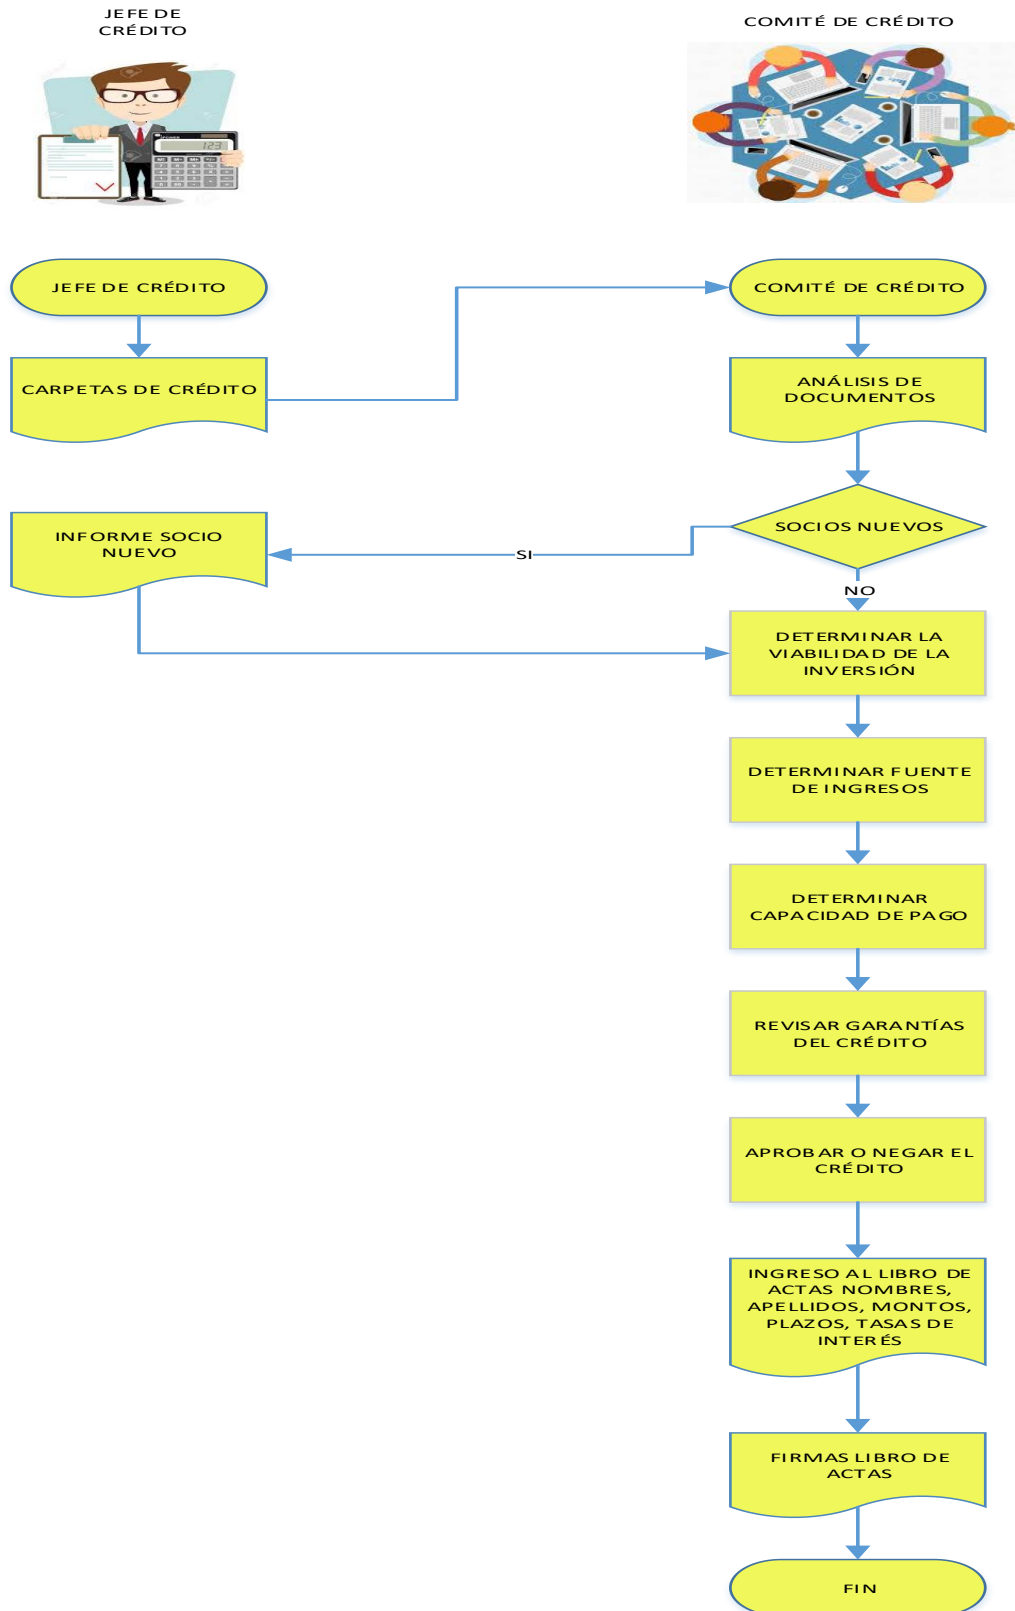 JEFE DE
CRÉDITO
COMITÉ DE CRÉDITO
123
JEFE DE CRÉDITO
COMITÉ DE CRÉDITO
CARPETAS DE CRÉDITO
ANÁLISIS DE
DOCUMENTOS
SOCIOS NUEVOS
INFORME SOCIO
NUEVO
SI
NO
DETERMINAR LA
VIABILIDAD DE LA
INVERSIÓN
DETERMINAR FUENTE
DE INGRESOS
DETERMINAR
CAPACIDAD DE PAGO
REVISAR GARANTÍAS
DEL CRÉDITO
APROBAR O NEGAR EL
CRÉDITO
INGRESO AL LIBRO DE
ACTAS NOMBRES,
APELLIDOS, MONTOS,
PLAZOS, TASAS DE
INTERÉS
FIRMAS LIBRO DE
ACTAS
FIN